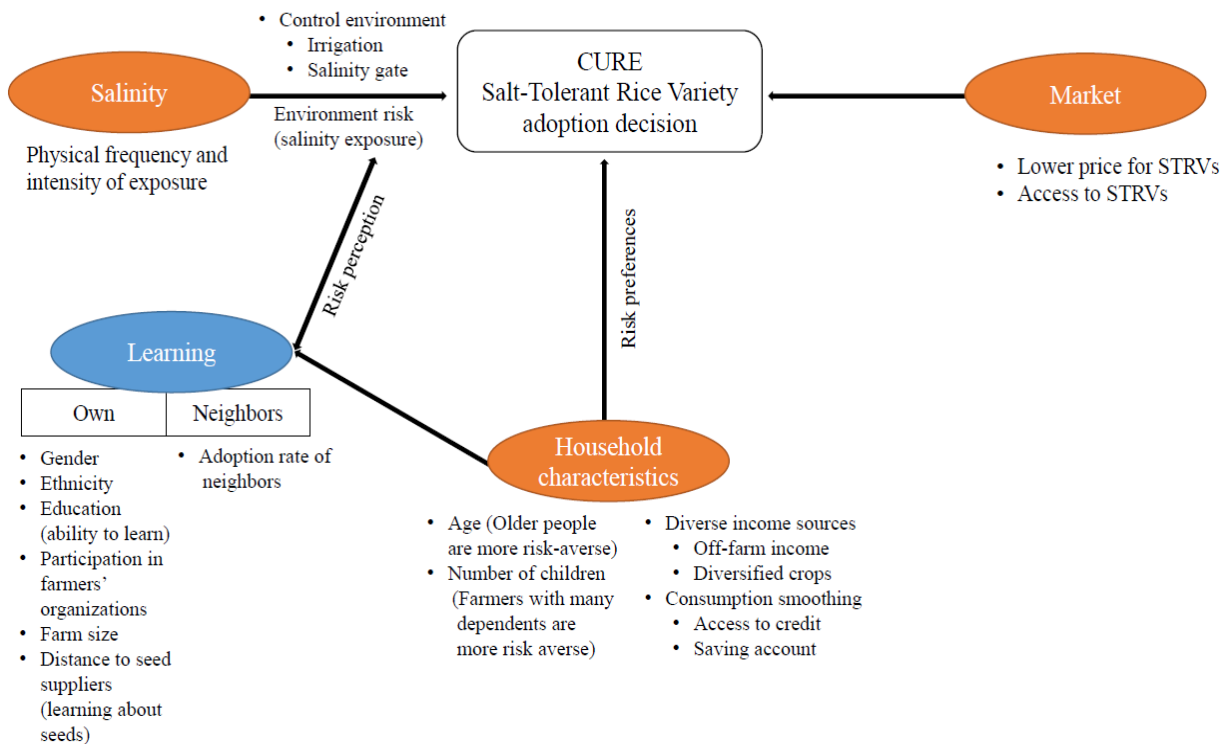 • Control environment
• Irrigation
• Salinity gate
Salinity
Environment risk
(salinity exposure)
Physical frequency and
intensity of exposure
CURE
Salt-Tolerant Rice Variety
adoption decision
Market
• Lower price for STRVs
• Access to STRVs
Risk perception
Risk preferences
Learning
Own
Neighbors
• Gender
• Ethnicity
• Education
(ability to learn)
• Participation in
farmers’
organizations
• Farm size
• Distance to seed
suppliers
(learning about
seeds)
• Adoption rate of
neighbors
Household
characteristics
• Age (Older people
are more risk-averse)
• Number of children
(Farmers with many
dependents are
more risk averse)
• Diverse income sources
• Off-farm income
• Diversified crops
• Consumption smoothing
• Access to credit
• Saving account